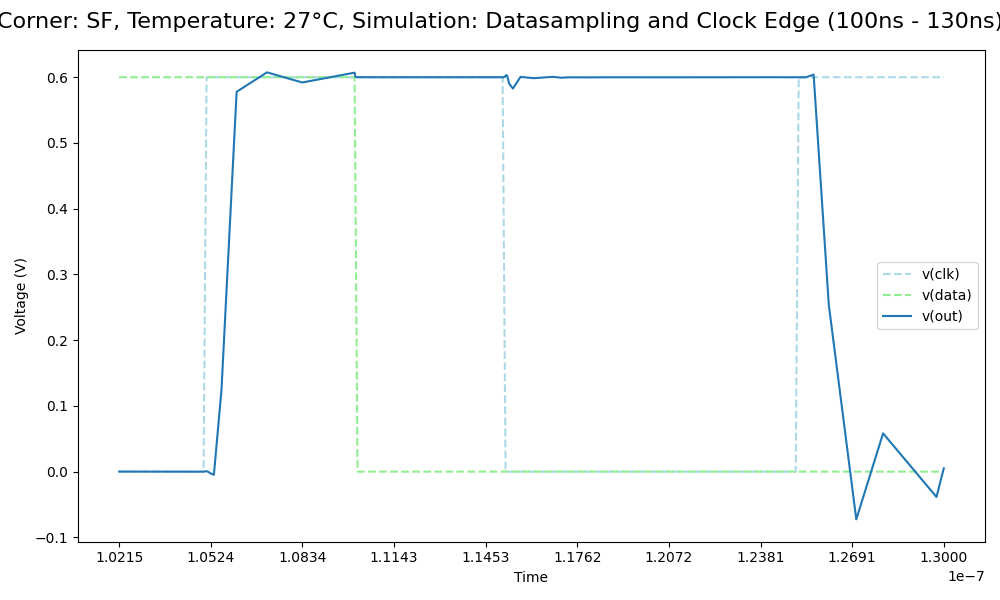 Corner: SF, Temperature: 27°C, Simulation: Datasampling and Clock Edge (100ns - 130ns)
0.6
0.5
0.4
0.3
0.2
0.1
0.0
−0.1
Voltage (V)
v(clk)
v(data)
v(out)
1.0215 1.0524 1.0834 1.1143 1.1453 1.1762 1.2072 1.2381 1.2691 1.3000
1e−7
Time